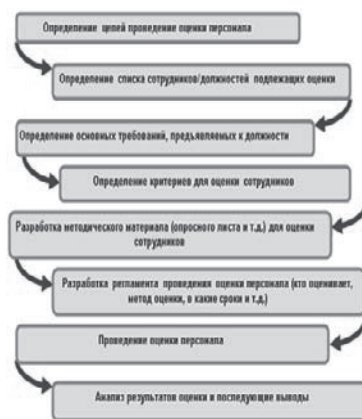 Определение целей проведение оценки персонала
Определение списка сотрудников/должностей подлежащих оценки
Определение основных требований, предъявляемых к должности
Определение критериев для оценки сотрудников
Разработка методического материала (опросного листа и т.д.) для оценки
сотрудников
Разработка регламента проведения оценки персонала (кто оценивает,
метод оценки, в какие сроки и т.д.)
Проведение оценки персонала
Анализ результатов оценки и последующие выводы